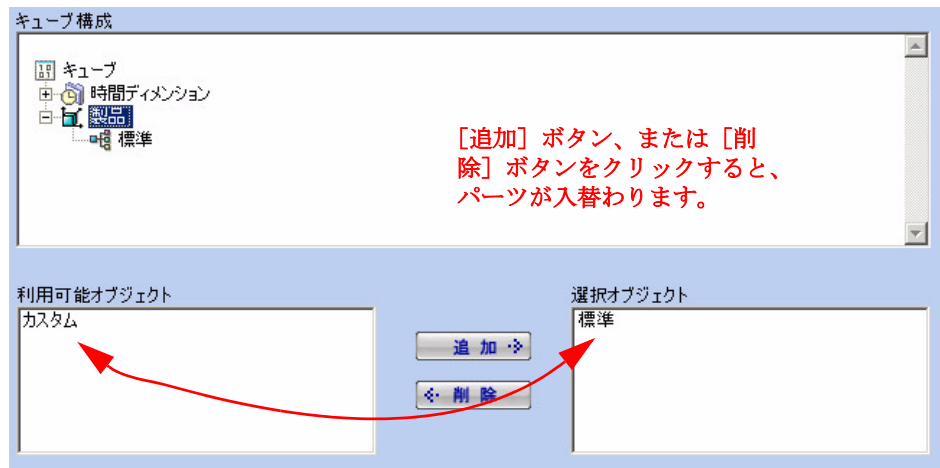 キューブ構成
キューブ
時間ディメンション
製品
標準
［追加］ボタン、または［削
除］ボタンをクリックすると、
パーツが入替わります。
利用可能オブジェクト
カスタム
追 加
削 除
選択オブジェクト
標準